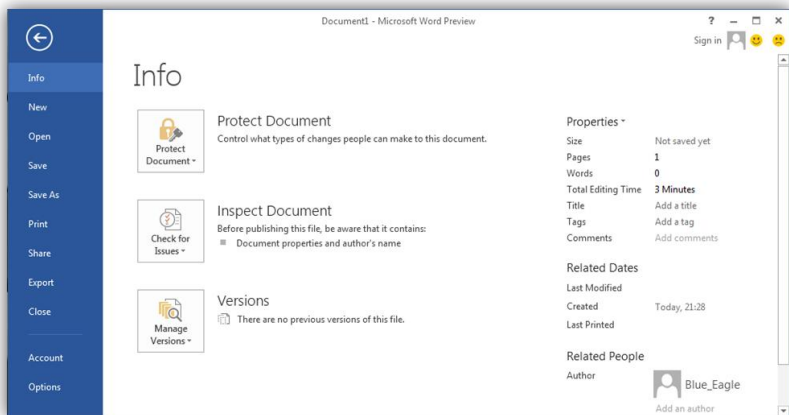 Document1 - Microsoft Word Preview
?
Sign in
Info
New
Open
Save
Save As
Print
Share
Export
Close
Account
Options
Info
Protect Document
Protect Document
Control what types of changes people can make to this document.
Check for Issues
Inspect Document
Before publishing this file, be aware that it contains:
Document properties and author's name
Manage Versions
Versions
There are no previous versions of this file.
Properties
Size Not saved yet
Pages 1
Words 0
Total Editing Time 3 Minutes
Title Add a title
Tags Add a tag
Comments Add comments
Related Dates
Last Modified
Created Today, 21:28
Last Printed
Related People
Author Blue_Eagle
Add an author